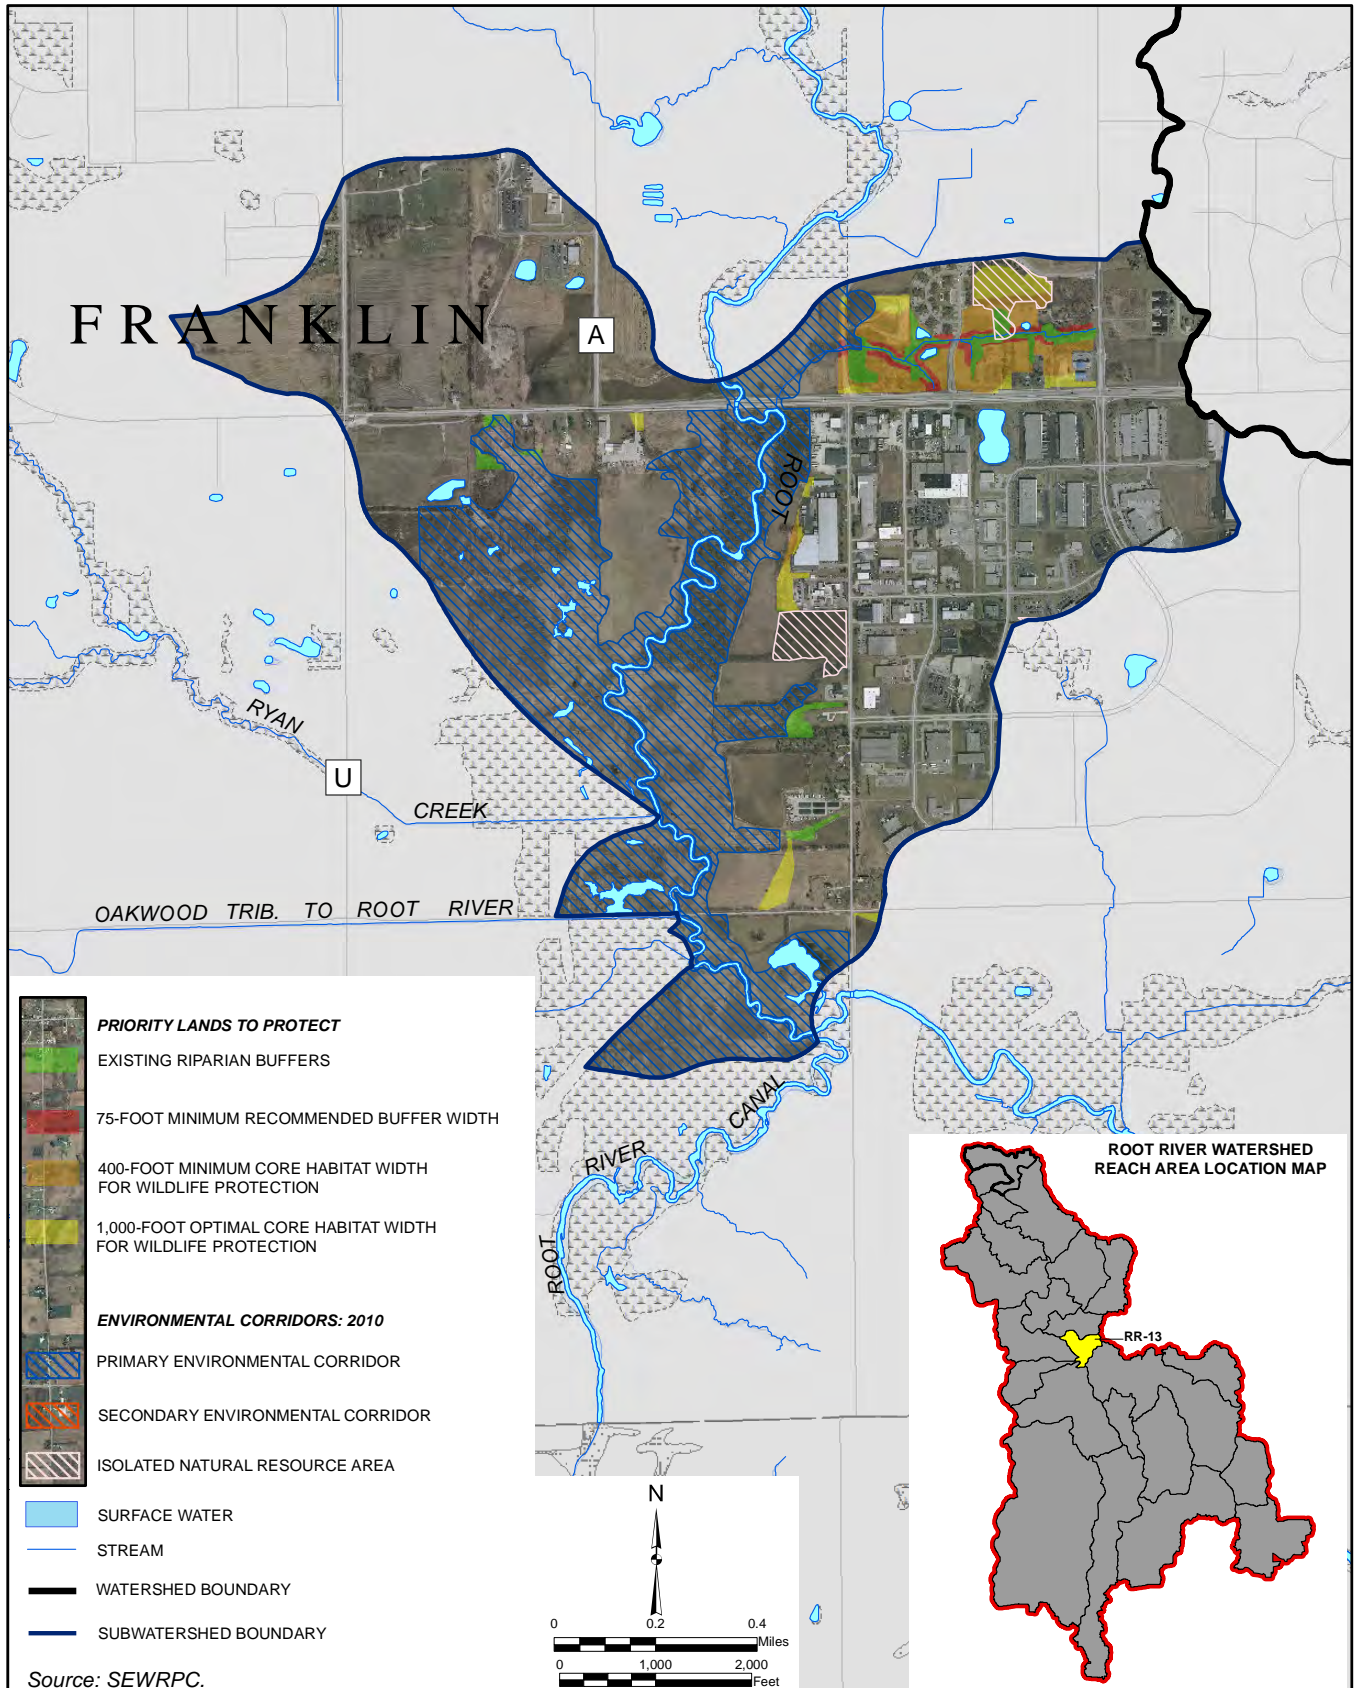 FRANKLIN
A
ROOT
RYAN
U
CREEK
OAKWOOD TRIB. TO ROOT RIVER
ROOT
RIVER
CANAL
PRIORITY LANDS TO PROTECT
EXISTING RIPARIAN BUFFERS
75-FOOT MINIMUM RECOMMENDED BUFFER WIDTH
400-FOOT MINIMUM CORE HABITAT WIDTH
FOR WILDLIFE PROTECTION
1,000-FOOT OPTIMAL CORE HABITAT WIDTH
FOR WILDLIFE PROTECTION
ENVIRONMENTAL CORRIDORS: 2010
PRIMARY ENVIRONMENTAL CORRIDOR
SECONDARY ENVIRONMENTAL CORRIDOR
ISOLATED NATURAL RESOURCE AREA
SURFACE WATER
STREAM
WATERSHED BOUNDARY
SUBWATERSHED BOUNDARY
Source: SEWRPC.
N
0 0.2 0.4
Miles
0 1,000 2,000
Feet
ROOT RIVER WATERSHED
REACH AREA LOCATION MAP
RR-13